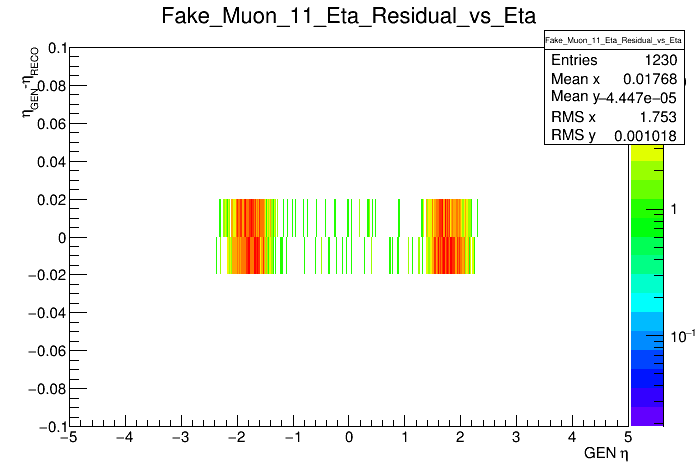 Fake_Muon_11_Eta_Residual_vs_Eta
Fake_Muon_11_Eta_Residual_vs_Eta
Entries 1230
Mean x 0.01768
Mean y −4.447e−05
RMS x 1.753
RMS y 0.001018
ηGEN-ηRECO
0.1
0.08
0.06
0.04
0.02
0
−0.02
−0.04
−0.06
−0.08
−0.1
−5 −4 −3 −2 −1 0 1 2 3 4 5
GEN η
1
10−1